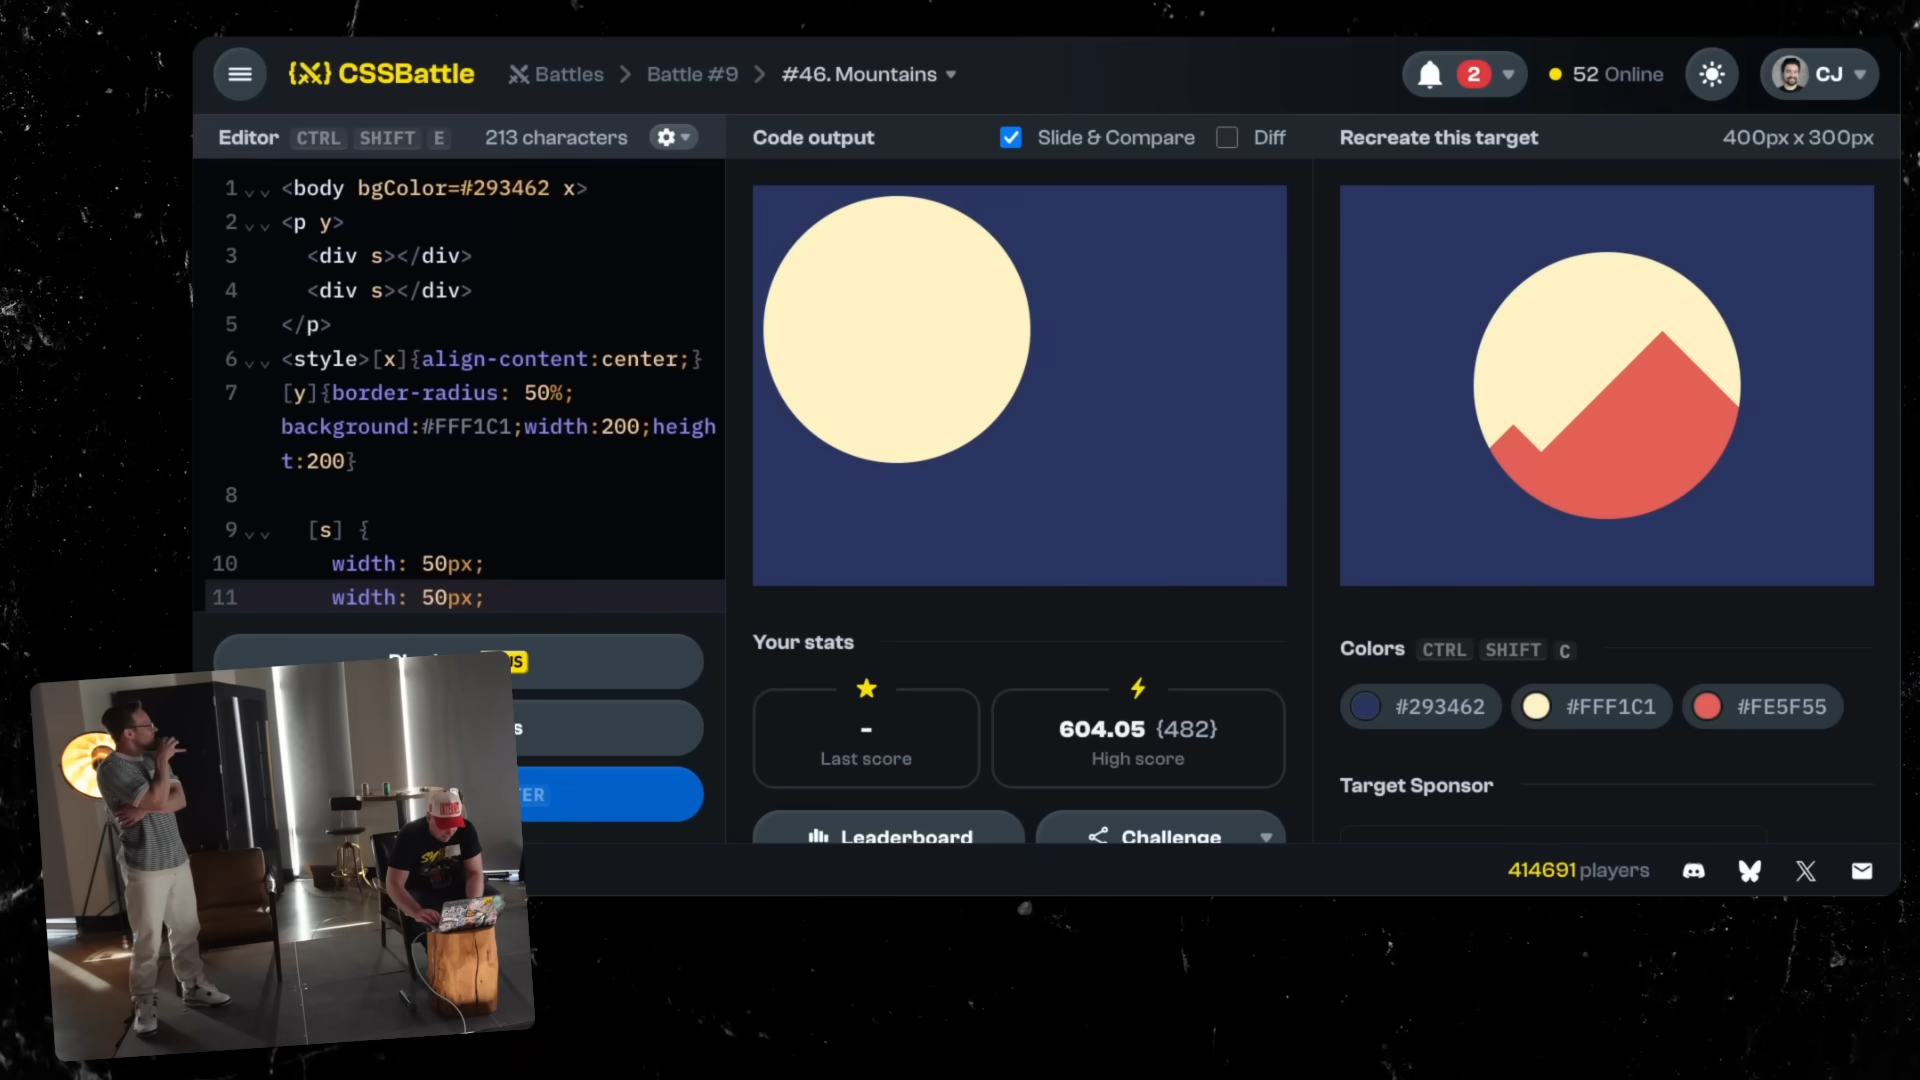 {X} CSSBattle
Battles
Battle #9
#46. Mountains
2
52 Online
CJ
Editor CTRL SHIFT E
213 characters
Code output
Slide & Compare
Diff
Recreate this target
400px x 300px
1 <body bgColor=#293462 x>
2 <p y>
3 <div s></div>
4 <div s></div>
5 </p>
6 <style>[x]{align-content:center;}
7 [y]{border-radius: 50%;
background:#FFF1C1;width:200;heigh
t:200}
8
9 [s] {
10 width: 50px;
11 width: 50px;
Your stats
-
Last score
604.05 {482}
High score
Leaderboard
Challenge
Colors CTRL SHIFT C
#293462
#FFF1C1
#FE5F55
Target Sponsor
414691 players